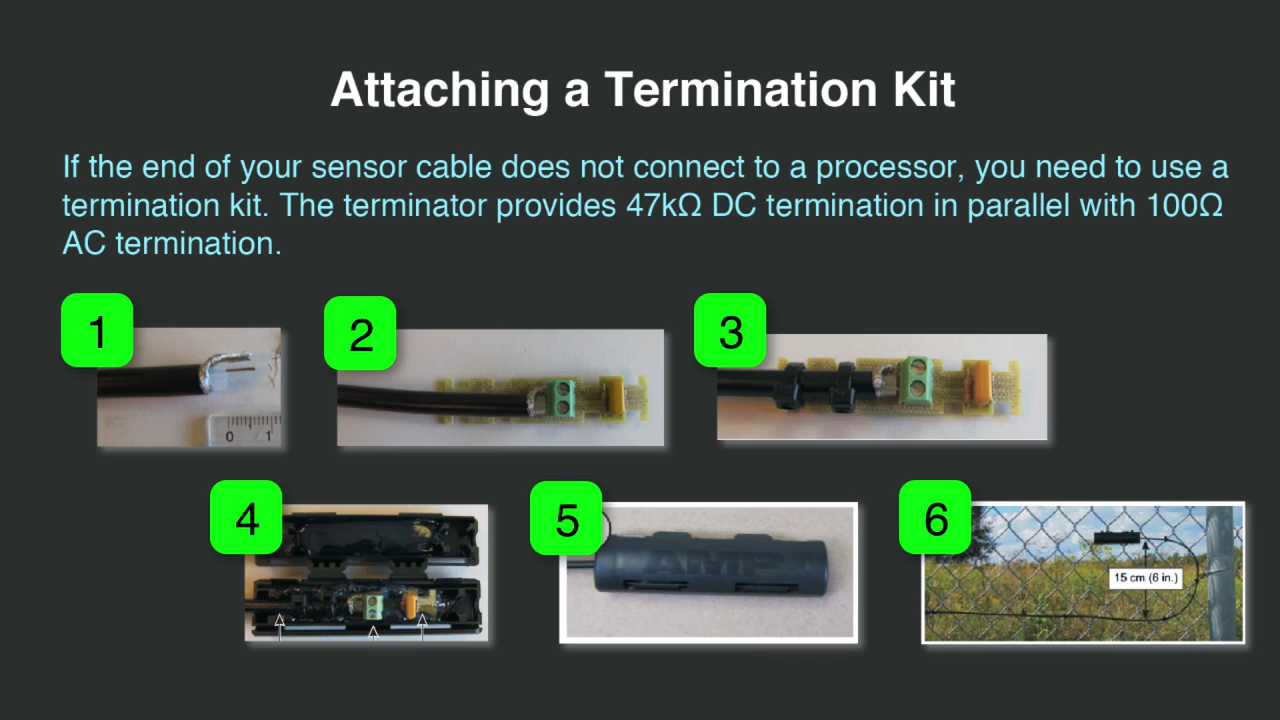 Attaching a Termination Kit
If the end of your sensor cable does not connect to a processor, you need to use a
termination kit. The terminator provides 47kΩ DC termination in parallel with 100Ω
AC termination.
1
2
3
0 1
4
5
AMP
6
15 cm (6 in.)